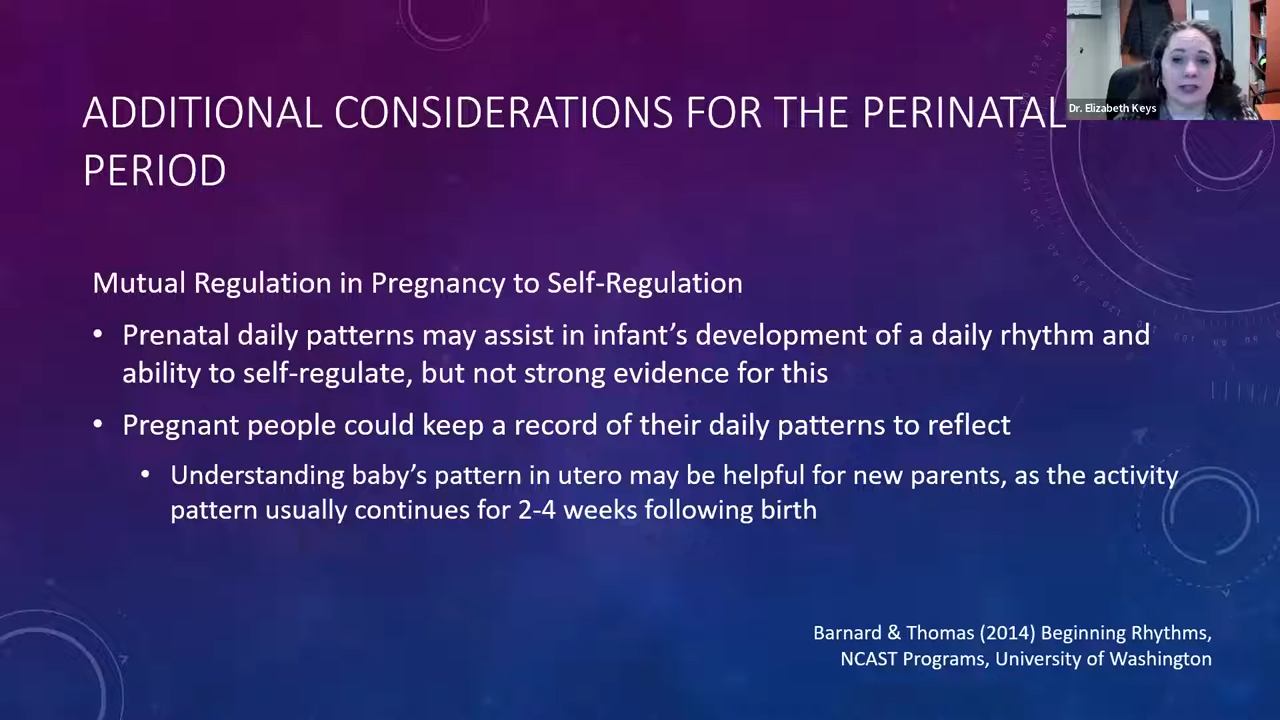 ADDITIONAL CONSIDERATIONS FOR THE PERINATAL
PERIOD
Dr. Elizabeth Keys
Mutual Regulation in Pregnancy to Self-Regulation
• Prenatal daily patterns may assist in infant's development of a daily rhythm and
ability to self-regulate, but not strong evidence for this
• Pregnant people could keep a record of their daily patterns to reflect
• Understanding baby's pattern in utero may be helpful for new parents, as the activity
pattern usually continues for 2-4 weeks following birth
Barnard & Thomas (2014) Beginning Rhythms,
NCAST Programs, University of Washington